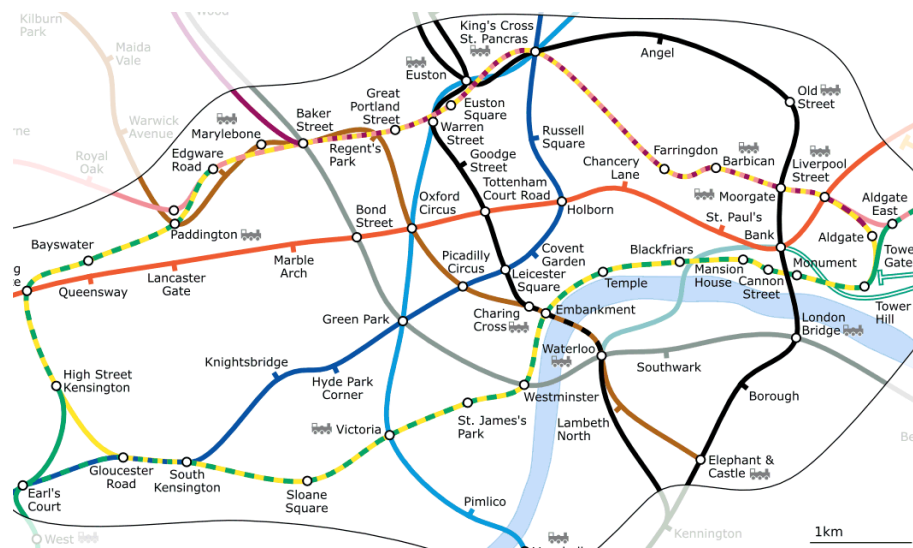 Kilburn
Park
Maida
Vale
Warwick
Avenue
Royal
Oak
Wood
King's Cross
St. Pancras
Angel
Euston
Old
Street
Great
Portland
Street
Euston
Square
Baker
Street
Marylebone
Edgware
Road
Regent's
Park
Warren
Street
Russell
Square
Goodge
Street
Chancery
Lane
Farringdon
Barbican
Liverpool
Street
Moorgate
Tottenham
Court Road
Oxford
Circus
Bond
Street
Holborn
St. Paul's
Bank
Aldgate
East
Aldgate
Paddington
Bayswater
Queensway
Lancaster
Gate
Marble
Arch
Picadilly
Circus
Covent
Garden
Leicester
Square
Blackfriars
Temple
Mansion
House
Cannon
Street
Monument
Tower
Gate
Tower
Hill
Green Park
Charing
Cross
Embankment
London
Bridge
Waterloo
Southwark
High Street
Kensington
Knightsbridge
Hyde Park
Corner
Westminster
St. James's
Park
Victoria
Lambeth
North
Borough
Elephant &
Castle
Gloucester
Road
South
Kensington
Sloane
Square
Earl's
Court
Pimlico
Kennington
West
1km